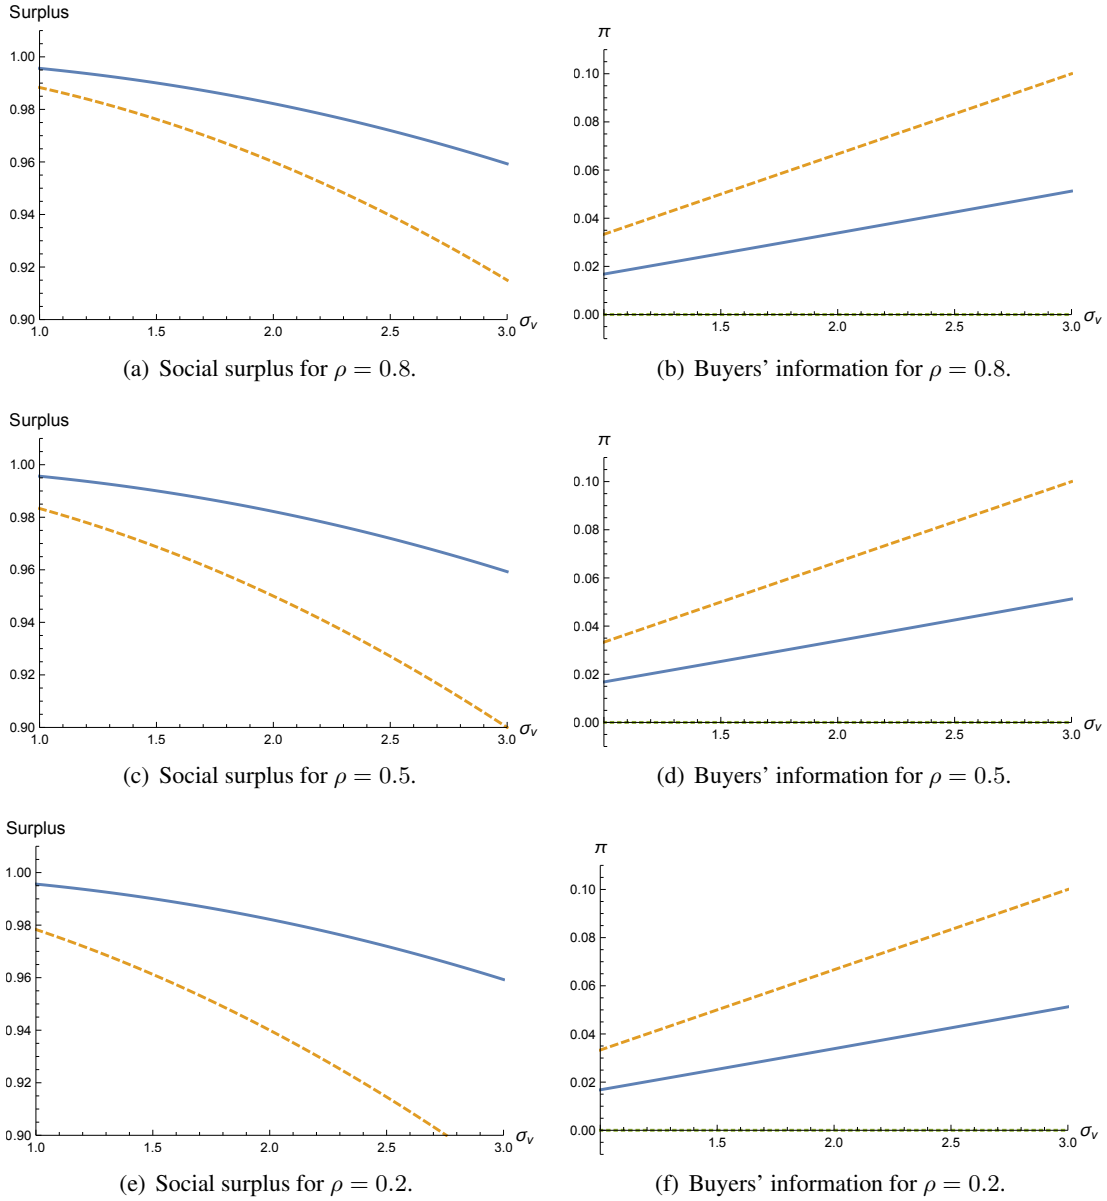 Surplus
1.00
0.98
0.96
0.94
0.92
0.90
1.0 1.5 2.0 2.5 3.0 σv
(a) Social surplus for ρ = 0.8.
π
0.10
0.08
0.06
0.04
0.02
0.00
1.5 2.0 2.5 3.0 σv
(b) Buyers' information for ρ = 0.8.
Surplus
1.00
0.98
0.96
0.94
0.92
0.90
1.0 1.5 2.0 2.5 3.0 σv
(c) Social surplus for ρ = 0.5.
π
0.10
0.08
0.06
0.04
0.02
0.00
1.5 2.0 2.5 3.0 σv
(d) Buyers' information for ρ = 0.5.
Surplus
1.00
0.98
0.96
0.94
0.92
0.90
1.0 1.5 2.0 2.5 3.0 σv
(e) Social surplus for ρ = 0.2.
π
0.10
0.08
0.06
0.04
0.02
0.00
1.5 2.0 2.5 3.0 σv
(f) Buyers' information for ρ = 0.2.